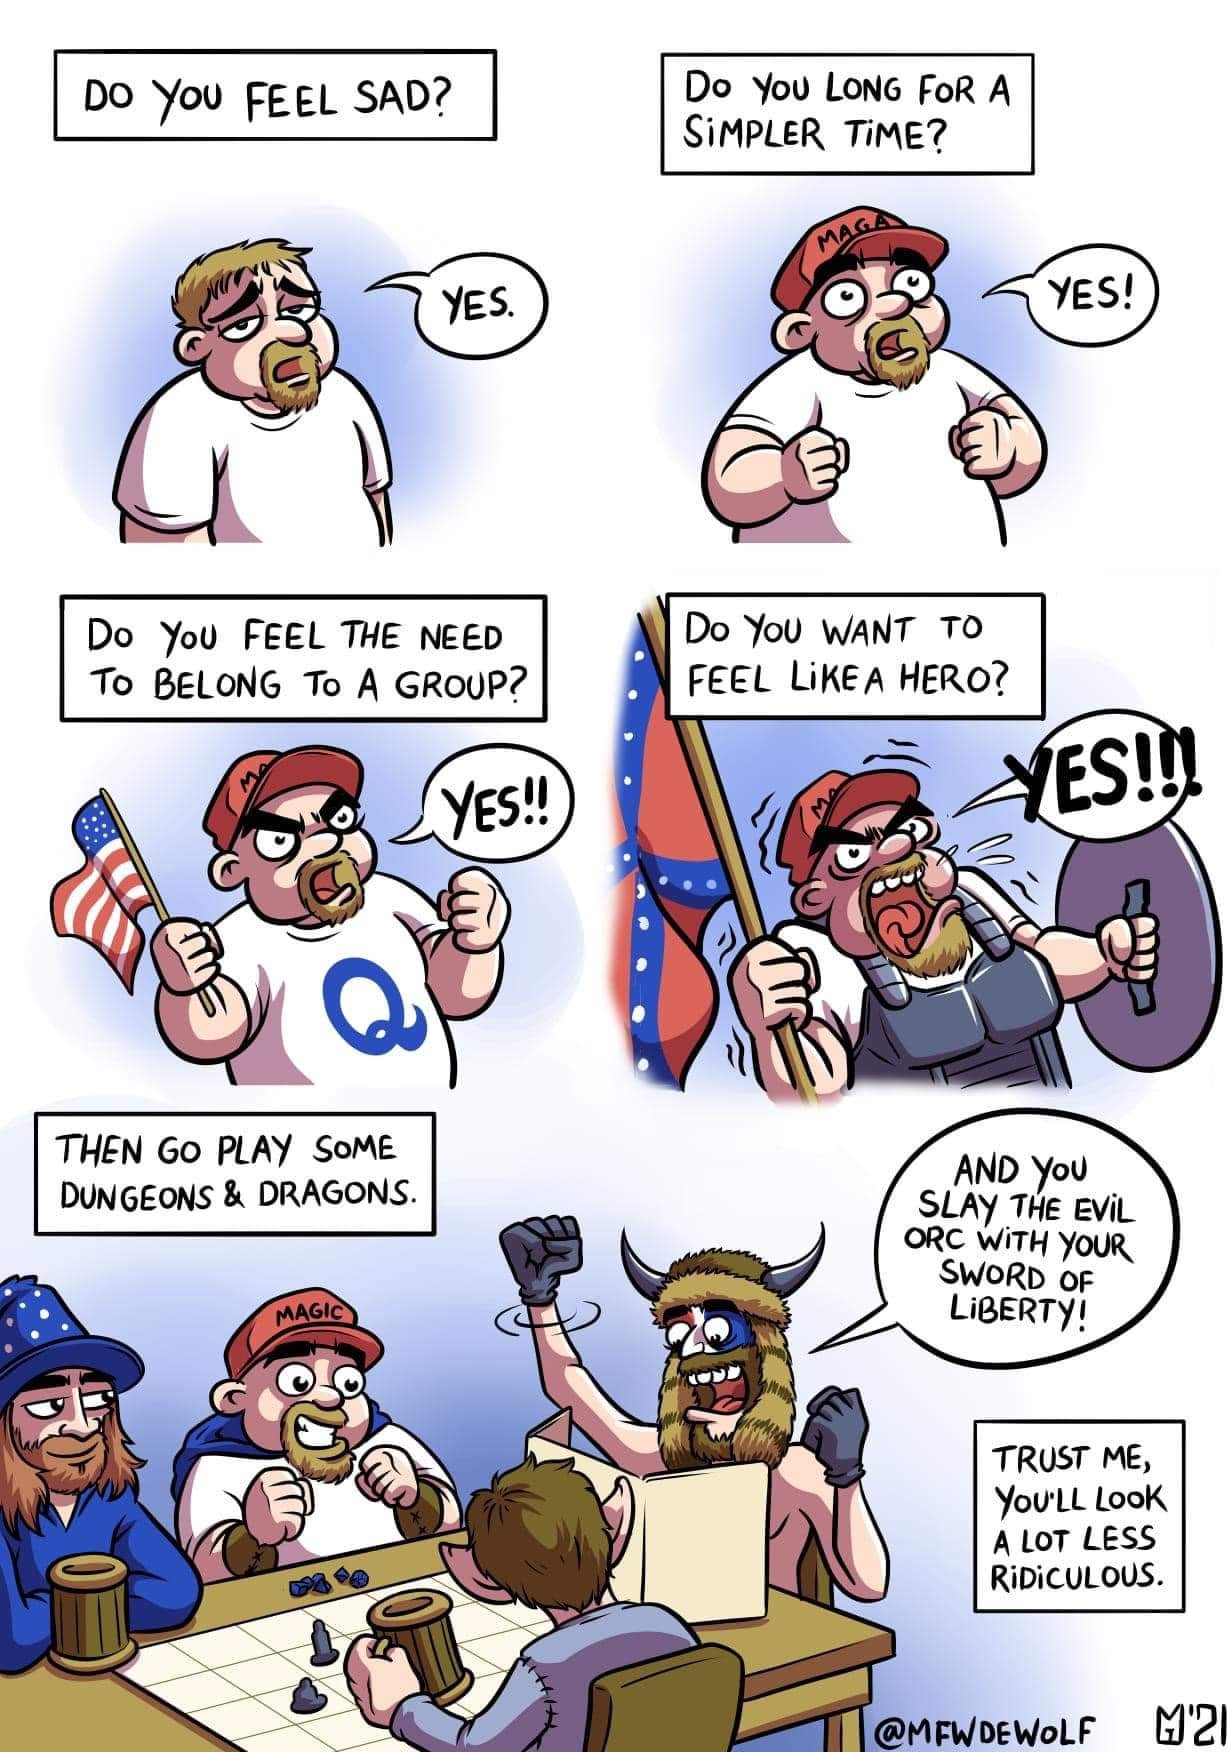 DO YOU FEEL SAD?
YES.
DO YOU LONG FOR A
SIMPLER TIME?
MAGA
YES!
DO YOU FEEL THE NEED
TO BELONG TO A GROUP?
MA
YES!!
Q
DO YOU WANT TO
FEEL LIKE A HERO?
MA
YES!!!
THEN GO PLAY SOME
DUNGEONS & DRAGONS.
AND YOU
SLAY THE EVIL
ORC WITH YOUR
SWORD OF
LIBERTY!
MAGIC
TRUST ME,
YOU'LL LOOK
A LOT LESS
RIDICULOUS.
@MFWDEWOLF
'21